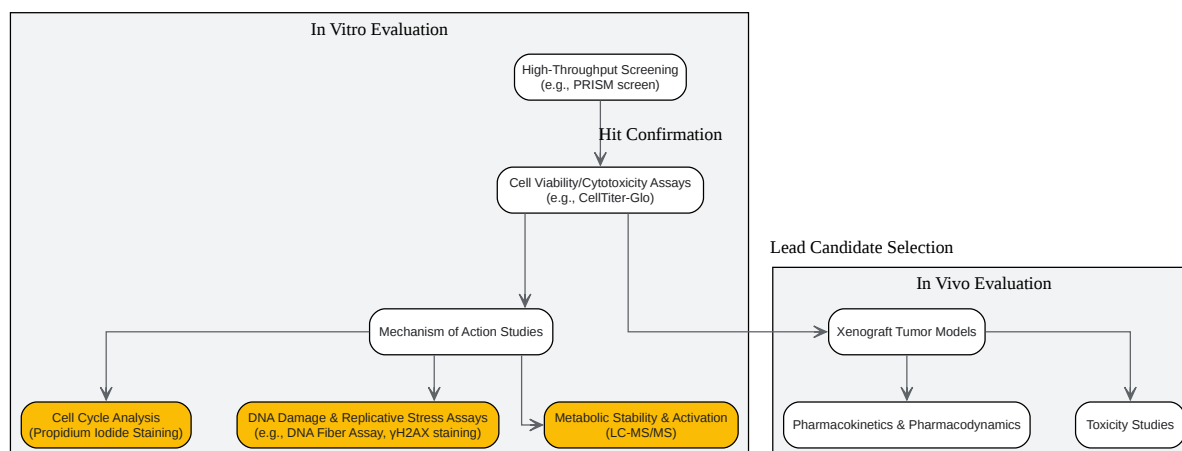 In Vitro Evaluation
High-Throughput Screening
(e.g., PRISM screen)
Hit Confirmation
Cell Viability/Cytotoxicity Assays
(e.g., CellTiter-Glo)
Lead Candidate Selection
In Vivo Evaluation
Mechanism of Action Studies
Xenograft Tumor Models
Cell Cycle Analysis
(Propidium Iodide Staining)
DNA Damage & Replicative Stress Assays
(e.g., DNA Fiber Assay, γH2AX staining)
Metabolic Stability & Activation
(LC-MS/MS)
Pharmacokinetics & Pharmacodynamics
Toxicity Studies